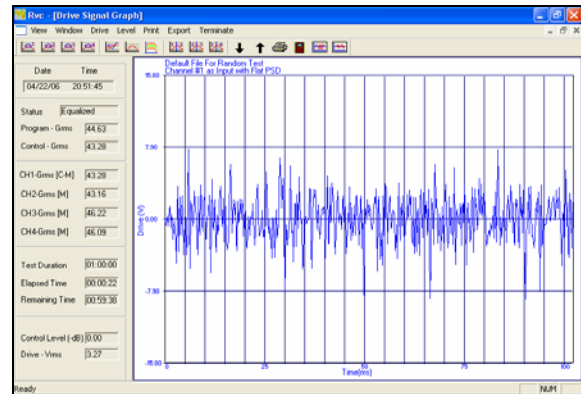 Rvc - [Drive Signal Graph]
View Window Drive Level Print Export Terminate
Date Time
04/22/06 20:51:45
Status Equalized
Program - Grms 44.63
Control - Grms 43.28
CH1-Grms [C-M] 43.28
CH2-Grms [M] 43.16
CH3-Grms [M] 46.22
CH4-Grms [M] 46.09
Test Duration 01:00:00
Elapsed Time 00:00:22
Remaining Time 00:59:38
Control Level (-dB) 0.00
Drive - Vrms 3.27
Default File For Random Test
Channel #1 as Input with Flat PSD
15.80
7.90
0.00
-7.90
-15.80
Drive (V)
0 25 50 75 100
Time(ms)
Ready NUM